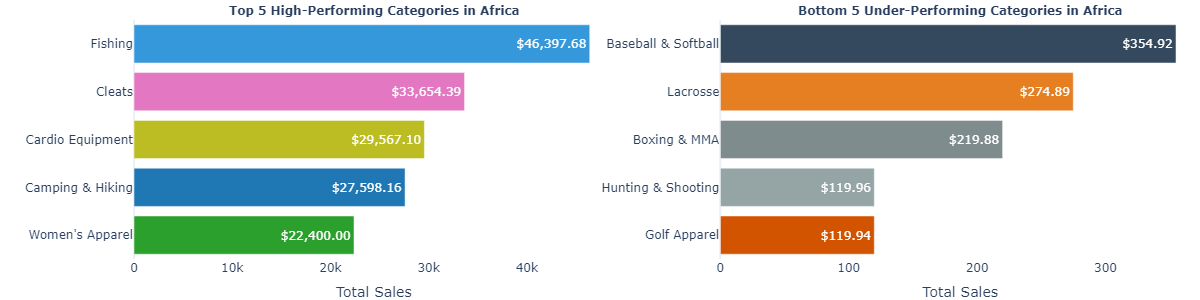 Top 5 High-Performing Categories in Africa
Fishing $46,397.68
Cleats $33,654.39
Cardio Equipment $29,567.10
Camping & Hiking $27,598.16
Women's Apparel $22,400.00
0 10k 20k 30k 40k
Total Sales
Bottom 5 Under-Performing Categories in Africa
Baseball & Softball $354.92
Lacrosse $274.89
Boxing & MMA $219.88
Hunting & Shooting $119.96
Golf Apparel $119.94
0 100 200 300
Total Sales